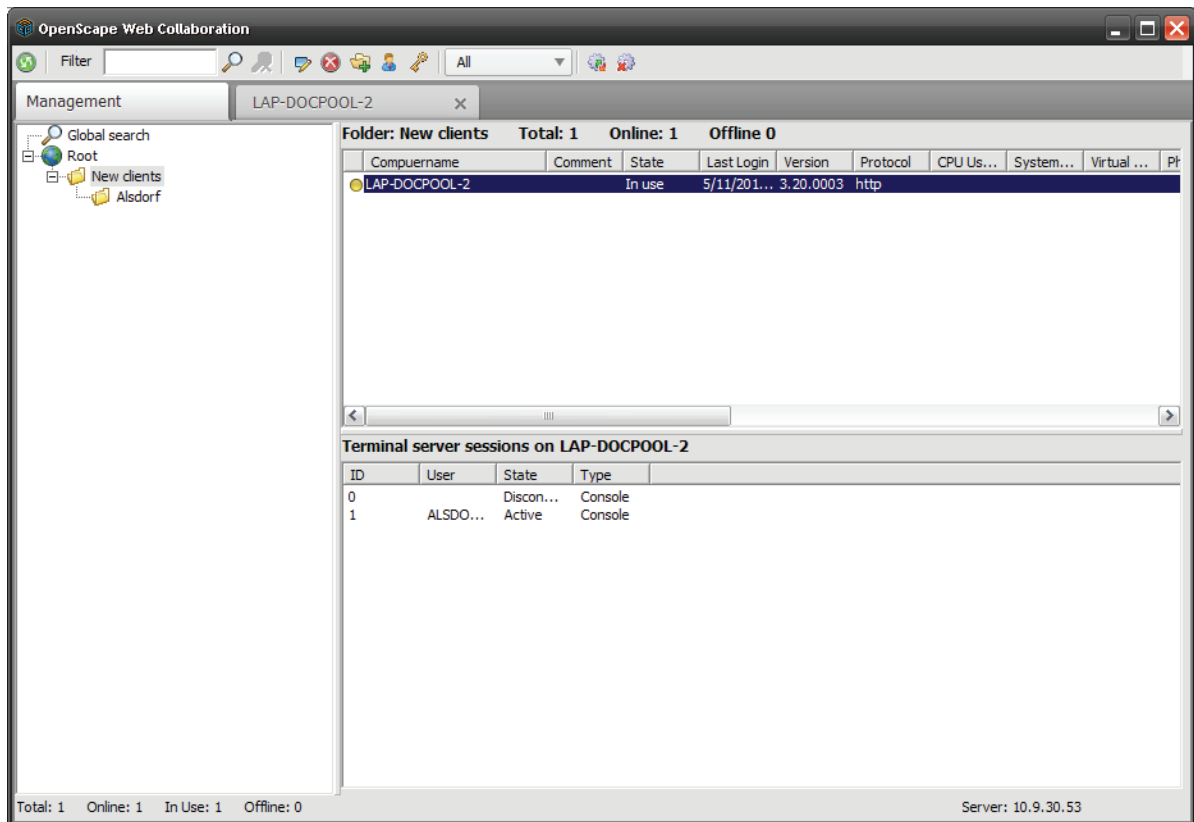 OpenScape Web Collaboration
Filter All
Management LAP-DOCPOOL-2
Global search
Root
New clients
Alsdorf
Folder: New clients Total: 1 Online: 1 Offline 0
Compuername Comment State Last Login Version Protocol CPU Us... System... Virtual ... Ph
LAP-DOCPOOL-2 In use 5/11/201... 3.20.0003 http
Terminal server sessions on LAP-DOCPOOL-2
ID User State Type
0 Discon... Console
1 ALSDO... Active Console
Total: 1 Online: 1 In Use: 1 Offline: 0 Server: 10.9.30.53